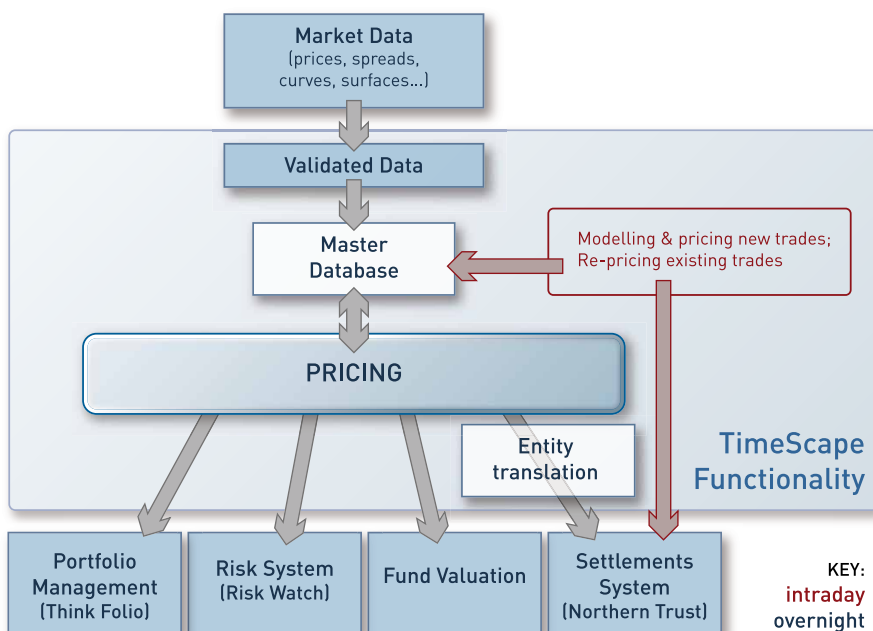 Market Data
(prices, spreads,
curves, surfaces...)
Validated Data
Master
Database
Modelling & pricing new trades;
Re-pricing existing trades
PRICING
Entity
translation
TimeScape
Functionality
Portfolio
Management
(Think Folio)
Risk System
(Risk Watch)
Fund Valuation
Settlements
System
(Northern Trust)
KEY:
intraday
overnight